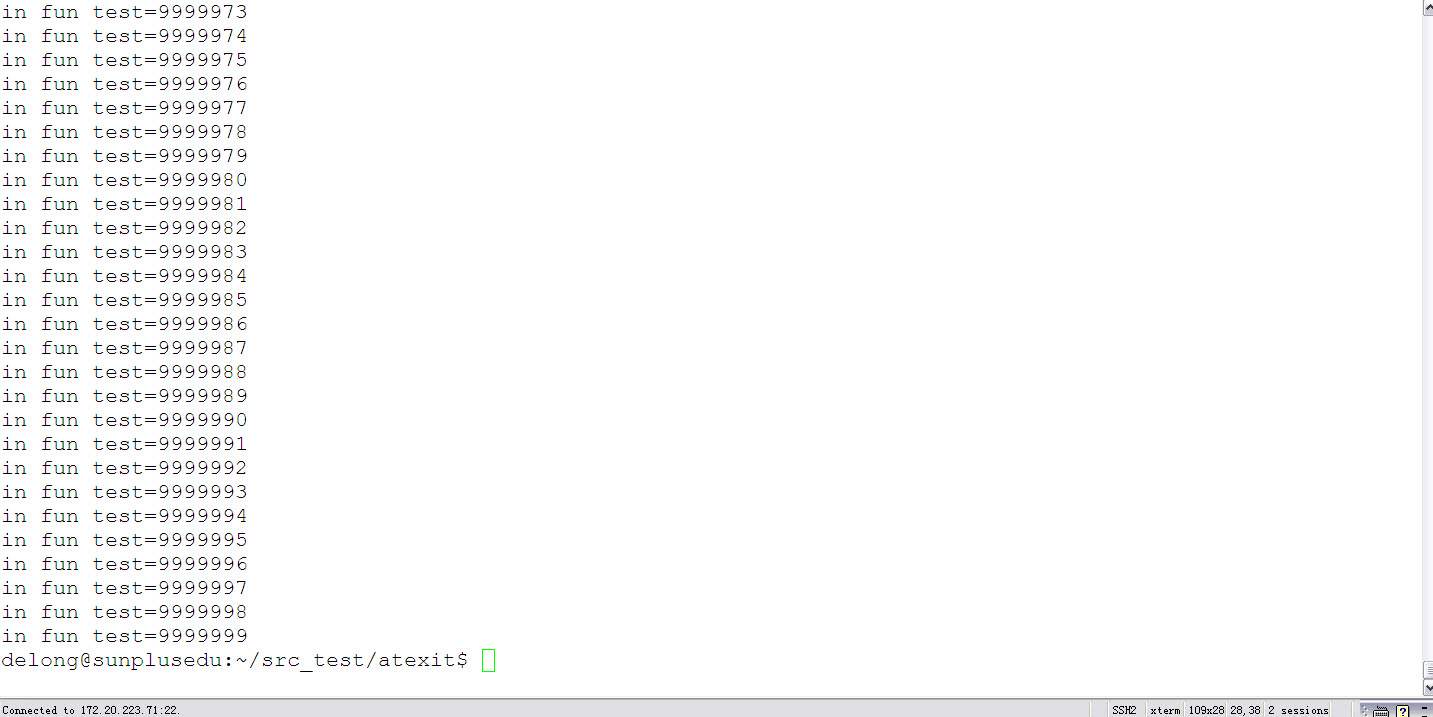 in fun test=9999973
in fun test=9999974
in fun test=9999975
in fun test=9999976
in fun test=9999977
in fun test=9999978
in fun test=9999979
in fun test=9999980
in fun test=9999981
in fun test=9999982
in fun test=9999983
in fun test=9999984
in fun test=9999985
in fun test=9999986
in fun test=9999987
in fun test=9999988
in fun test=9999989
in fun test=9999990
in fun test=9999991
in fun test=9999992
in fun test=9999993
in fun test=9999994
in fun test=9999995
in fun test=9999996
in fun test=9999997
in fun test=9999998
in fun test=9999999
delong@sunplusedu:~/src_test/atexit$
Connected to 172.20.223.71:22. SSH2 xterm 109x28 28,38 2 sessions